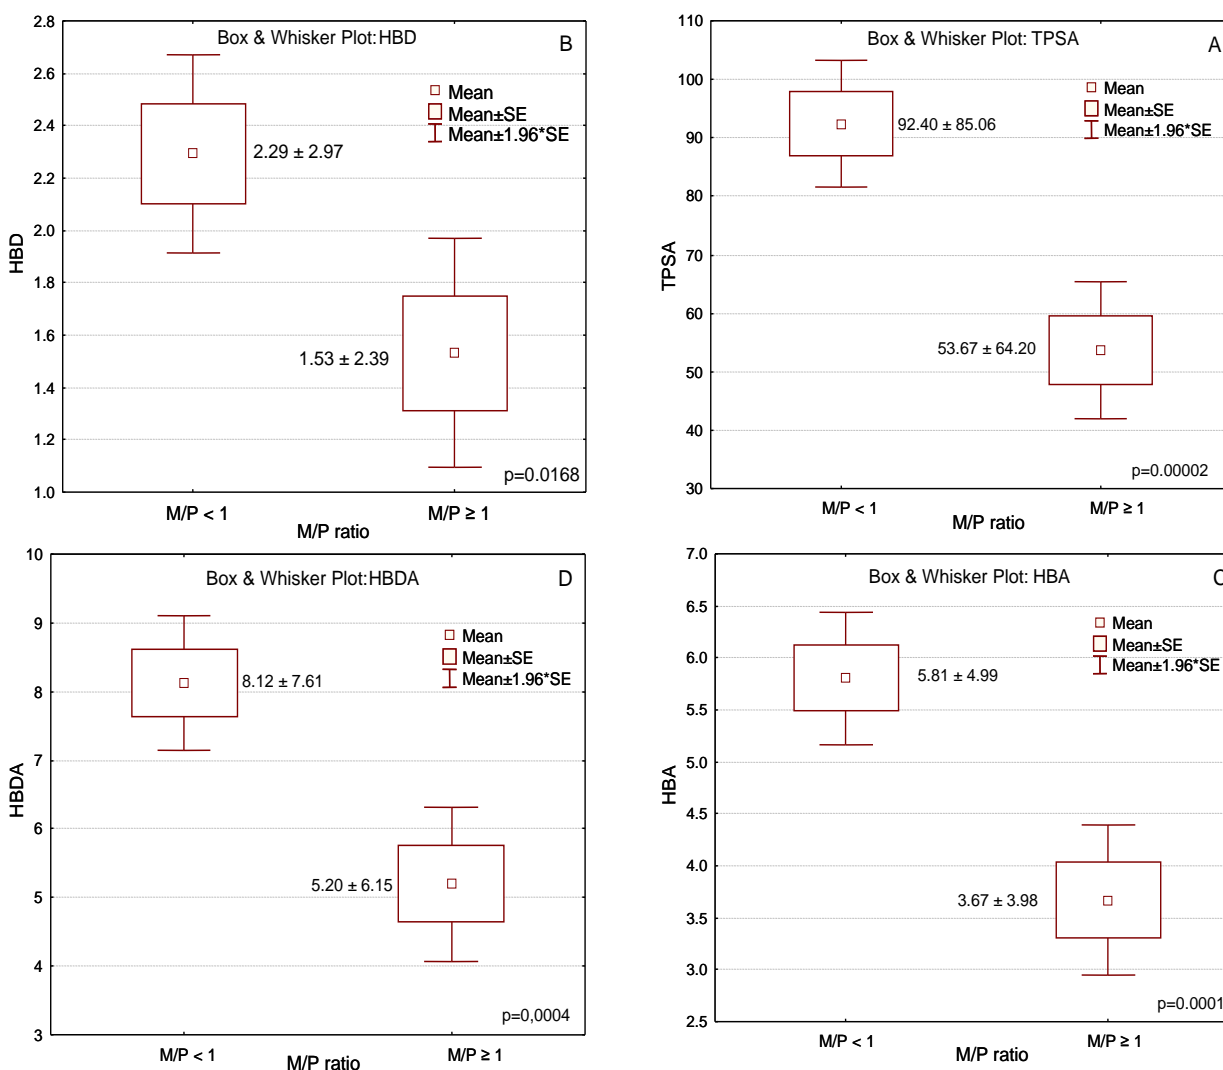 Box & Whisker Plot:HBD
B
2.8
2.6
2.4
2.2
2.0
1.8
1.6
1.4
1.2
1.0
HBD
Mean
Mean±SE
Mean±1.96*SE
2.29 ± 2.97
1.53 ± 2.39
p=0.0168
M/P < 1
M/P ≥ 1
M/P ratio
Box & Whisker Plot: TPSA
A
100
90
80
70
60
50
40
30
TPSA
Mean
Mean±SE
Mean±1.96*SE
92.40 ± 85.06
53.67 ± 64.20
p=0.00002
M/P < 1
M/P ≥ 1
M/P ratio
Box & Whisker Plot:HBDA
D
10
9
8
7
6
5
4
3
HBDA
Mean
Mean±SE
Mean±1.96*SE
8.12 ± 7.61
5.20 ± 6.15
p=0,0004
M/P < 1
M/P ≥ 1
M/P ratio
Box & Whisker Plot: HBA
C
7.0
6.5
6.0
5.5
5.0
4.5
4.0
3.5
3.0
2.5
HBA
Mean
Mean±SE
Mean±1.96*SE
5.81 ± 4.99
3.67 ± 3.98
p=0.0001
M/P < 1
M/P ≥ 1
M/P ratio